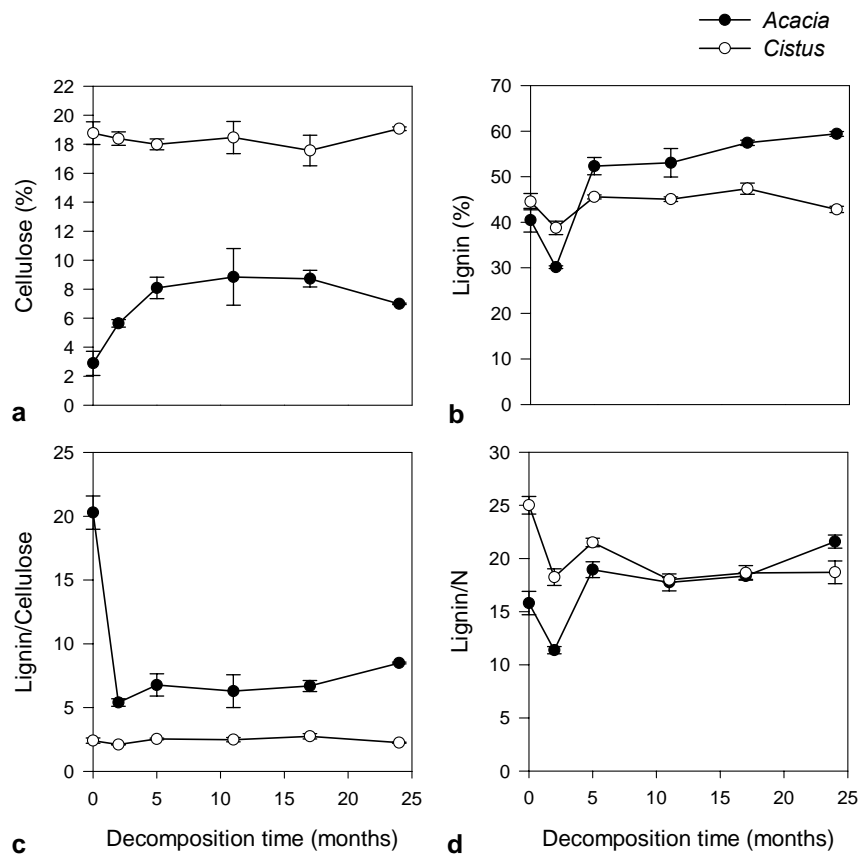 Acacia
Cistus
22
20
18
16
14
12
10
8
6
4
2
0
Cellulose (%)
a
70
60
50
40
30
20
10
0
Lignin (%)
b
25
20
15
10
5
0
Lignin/Cellulose
0 5 10 15 20 25
Decomposition time (months)
c
30
25
20
15
10
5
0
Lignin/N
0 5 10 15 20 25
Decomposition time (months)
d